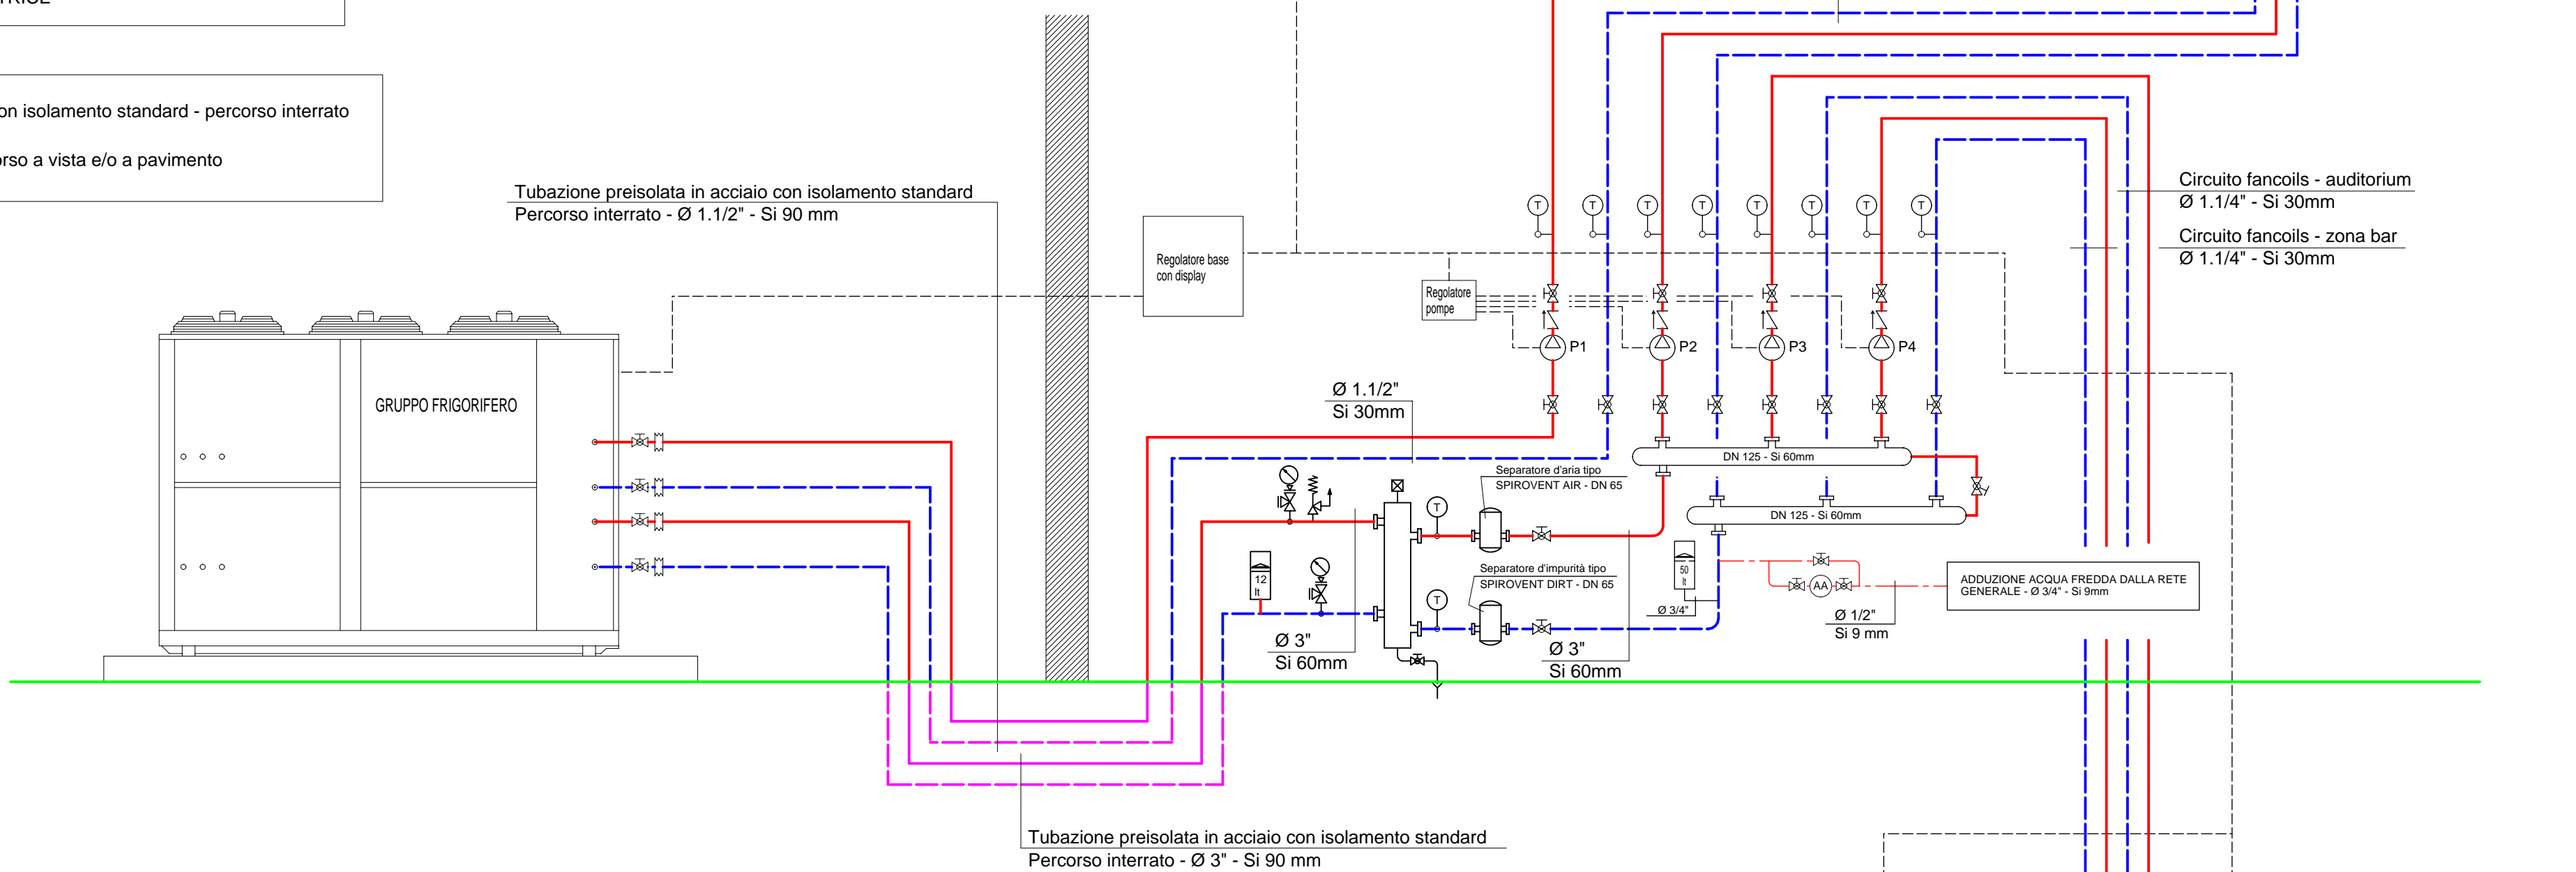 on isolamento standard - percorso interrato
orso a vista e/o a pavimento
Tubazione preisolata in acciaio con isolamento standard
Percorso interrato - Ø 1.1/2" - Si 90 mm
Circuito fancoils - auditorium
Ø 1.1/4" - Si 30mm
Circuito fancoils - zona bar
Ø 1.1/4" - Si 30mm
T T T T T T T T
Regolatore base
con display
Regolatore
pompe
P1 P2 P3 P4
GRUPPO FRIGORIFERO
Ø 1.1/2"
Si 30mm
DN 125 - Si 60mm
Separatore d'aria tipo
SPIROVENT AIR - DN 65
T
DN 125 - Si 60mm
12
lt
Separatore d'impurità tipo
SPIROVENT DIRT - DN 65
T
50
lt
Ø 3/4"
AA
Ø 1/2"
Si 9 mm
ADDUZIONE ACQUA FREDDA DALLA RETE
GENERALE - Ø 3/4" - Si 9mm
Ø 3"
Si 60mm
Ø 3"
Si 60mm
Tubazione preisolata in acciaio con isolamento standard
Percorso interrato - Ø 3" - Si 90 mm